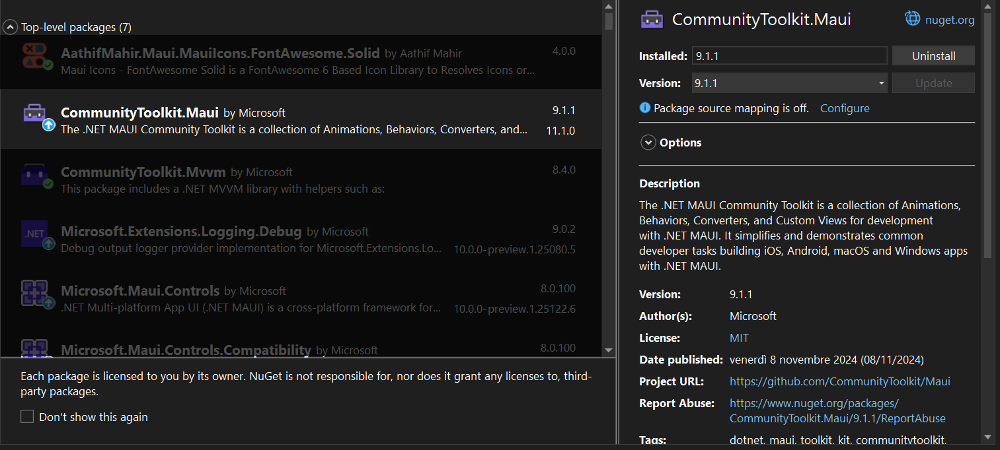 Top-level packages (7)
AathifMahir.Maui.MauiIcons.FontAwesome.Solid by Aathif Mahir 4.0.0
Maui Icons - FontAwesome Solid is a FontAwesome 6 Based Icon Library to Resolves Icons or...
CommunityToolkit.Maui by Microsoft 9.1.1
The .NET MAUI Community Toolkit is a collection of Animations, Behaviors, Converters, and... 11.1.0
CommunityToolkit.Mvvm by Microsoft 8.4.0
This package includes a .NET MVVM library with helpers such as:
.NET
Microsoft.Extensions.Logging.Debug by Microsoft 9.0.2
Debug output logger provider implementation for Microsoft.Extensions.Lo... 10.0.0-preview.1.25080.5
Microsoft.Maui.Controls by Microsoft 8.0.100
.NET Multi-platform App UI (.NET MAUI) is a cross-platform framework for... 10.0.0-preview.1.25122.6
Microsoft.Maui.Controls.Compatibility by Microsoft 8.0.100
Each package is licensed to you by its owner. NuGet is not responsible for, nor does it grant any licenses to, third-
party packages.
Don't show this again
CommunityToolkit.Maui nuget.org
Installed: 9.1.1 Uninstall
Version: 9.1.1 Update
Package source mapping is off. Configure
Options
Description
The .NET MAUI Community Toolkit is a collection of Animations,
Behaviors, Converters, and Custom Views for development
with .NET MAUI. It simplifies and demonstrates common
developer tasks building iOS, Android, macOS and Windows apps
with .NET MAUI.
Version: 9.1.1
Author(s): Microsoft
License: MIT
Date published: venerdì 8 novembre 2024 (08/11/2024)
Project URL: https://github.com/CommunityToolkit/Maui
Report Abuse: https://www.nuget.org/packages/
CommunityToolkit.Maui/9.1.1/ReportAbuse
Tags: dotnet, maui, toolkit, kit, communitytoolkit,